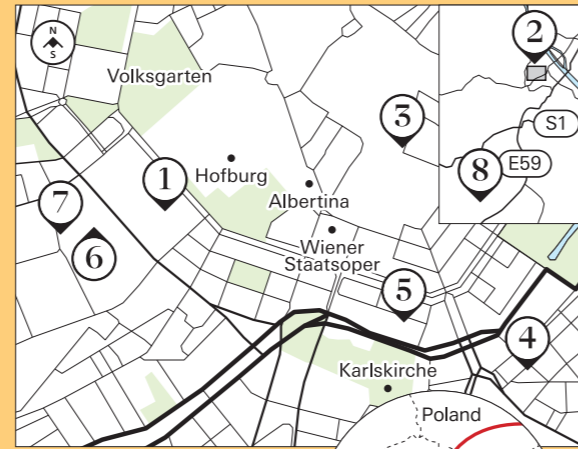 N
S
Volksgarten
2
3
S1
1
Hofburg
8
E59
7
Albertina
6
Wiener
Staatsoper
5
4
Karlskirche
Poland